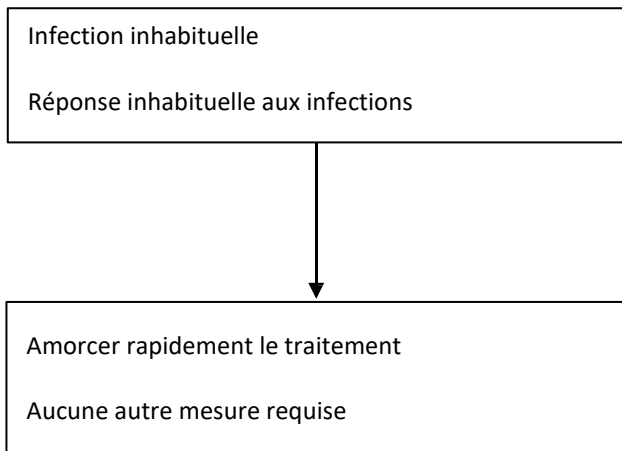 Infection inhabituelle
Réponse inhabituelle aux infections
Amorcer rapidement le traitement
Aucune autre mesure requise